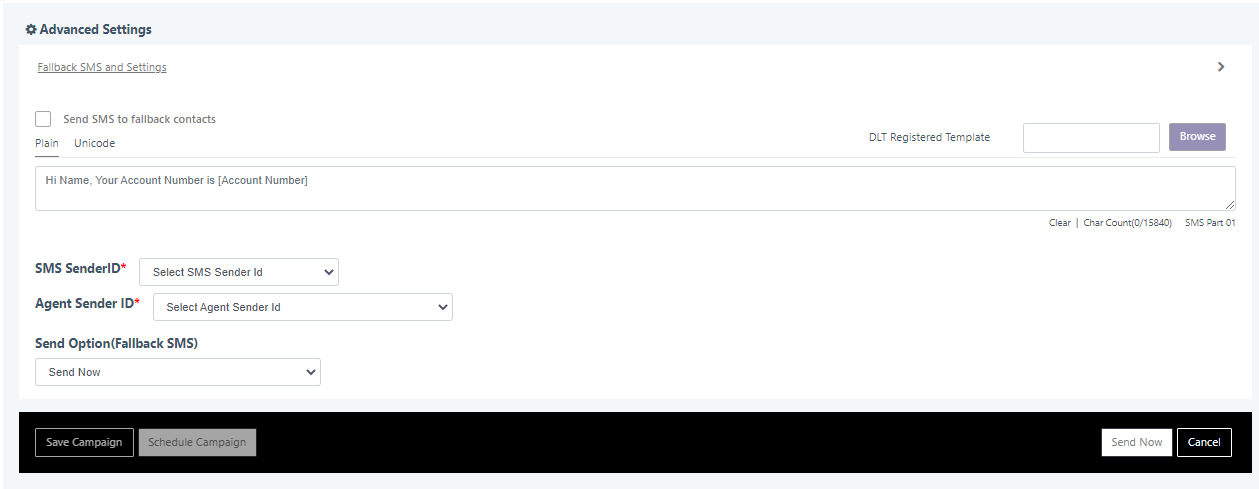 Advanced Settings
Fallback SMS and Settings
Send SMS to fallback contacts
Plain Unicode DLT Registered Template Browse
Hi Name, Your Account Number is [Account Number]
Clear | Char Count(0/15840) SMS Part 01
SMS SenderID* Select SMS Sender Id
Agent Sender ID* Select Agent Sender Id
Send Option(Fallback SMS)
Send Now
Save Campaign Schedule Campaign Send Now Cancel